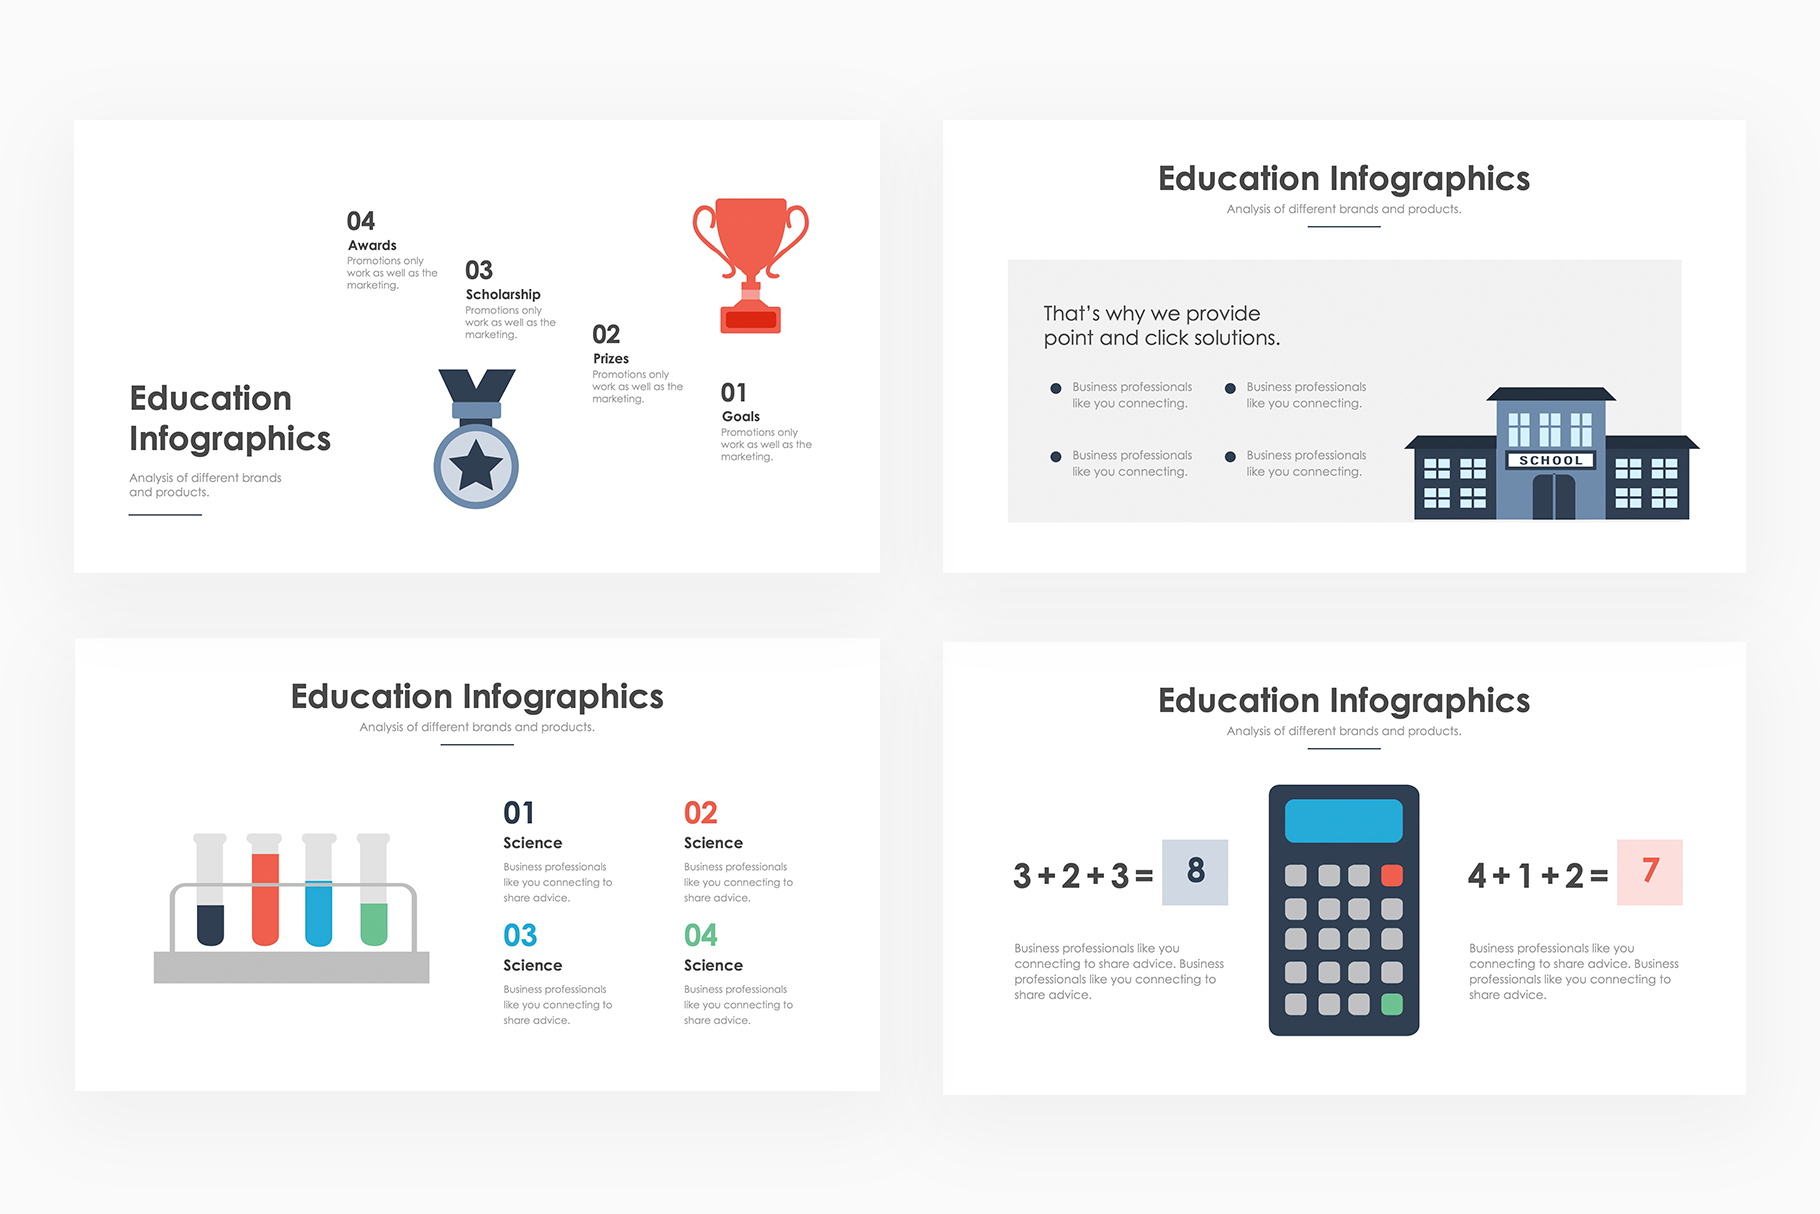 04
Awards
Promotions only
work as well as the
marketing.
03
Scholarship
Promotions only
work as well as the
marketing.
02
Prizes
Promotions only
work as well as the
marketing.
01
Goals
Promotions only
work as well as the
marketing.
Education
Infographics
Analysis of different brands
and products.
Education Infographics
Analysis of different brands and products.
That's why we provide
point and click solutions.
Business professionals
like you connecting.
Business professionals
like you connecting.
Business professionals
like you connecting.
Business professionals
like you connecting.
SCHOOL
Education Infographics
Analysis of different brands and products.
01
Science
Business professionals
like you connecting to
share advice.
02
Science
Business professionals
like you connecting to
share advice.
03
Science
Business professionals
like you connecting to
share advice.
04
Science
Business professionals
like you connecting to
share advice.
Education Infographics
Analysis of different brands and products.
3+2+3= 8
Business professionals like you
connecting to share advice. Business
professionals like you connecting to
share advice.
4+1+2= 7
Business professionals like you
connecting to share advice. Business
professionals like you connecting to
share advice.